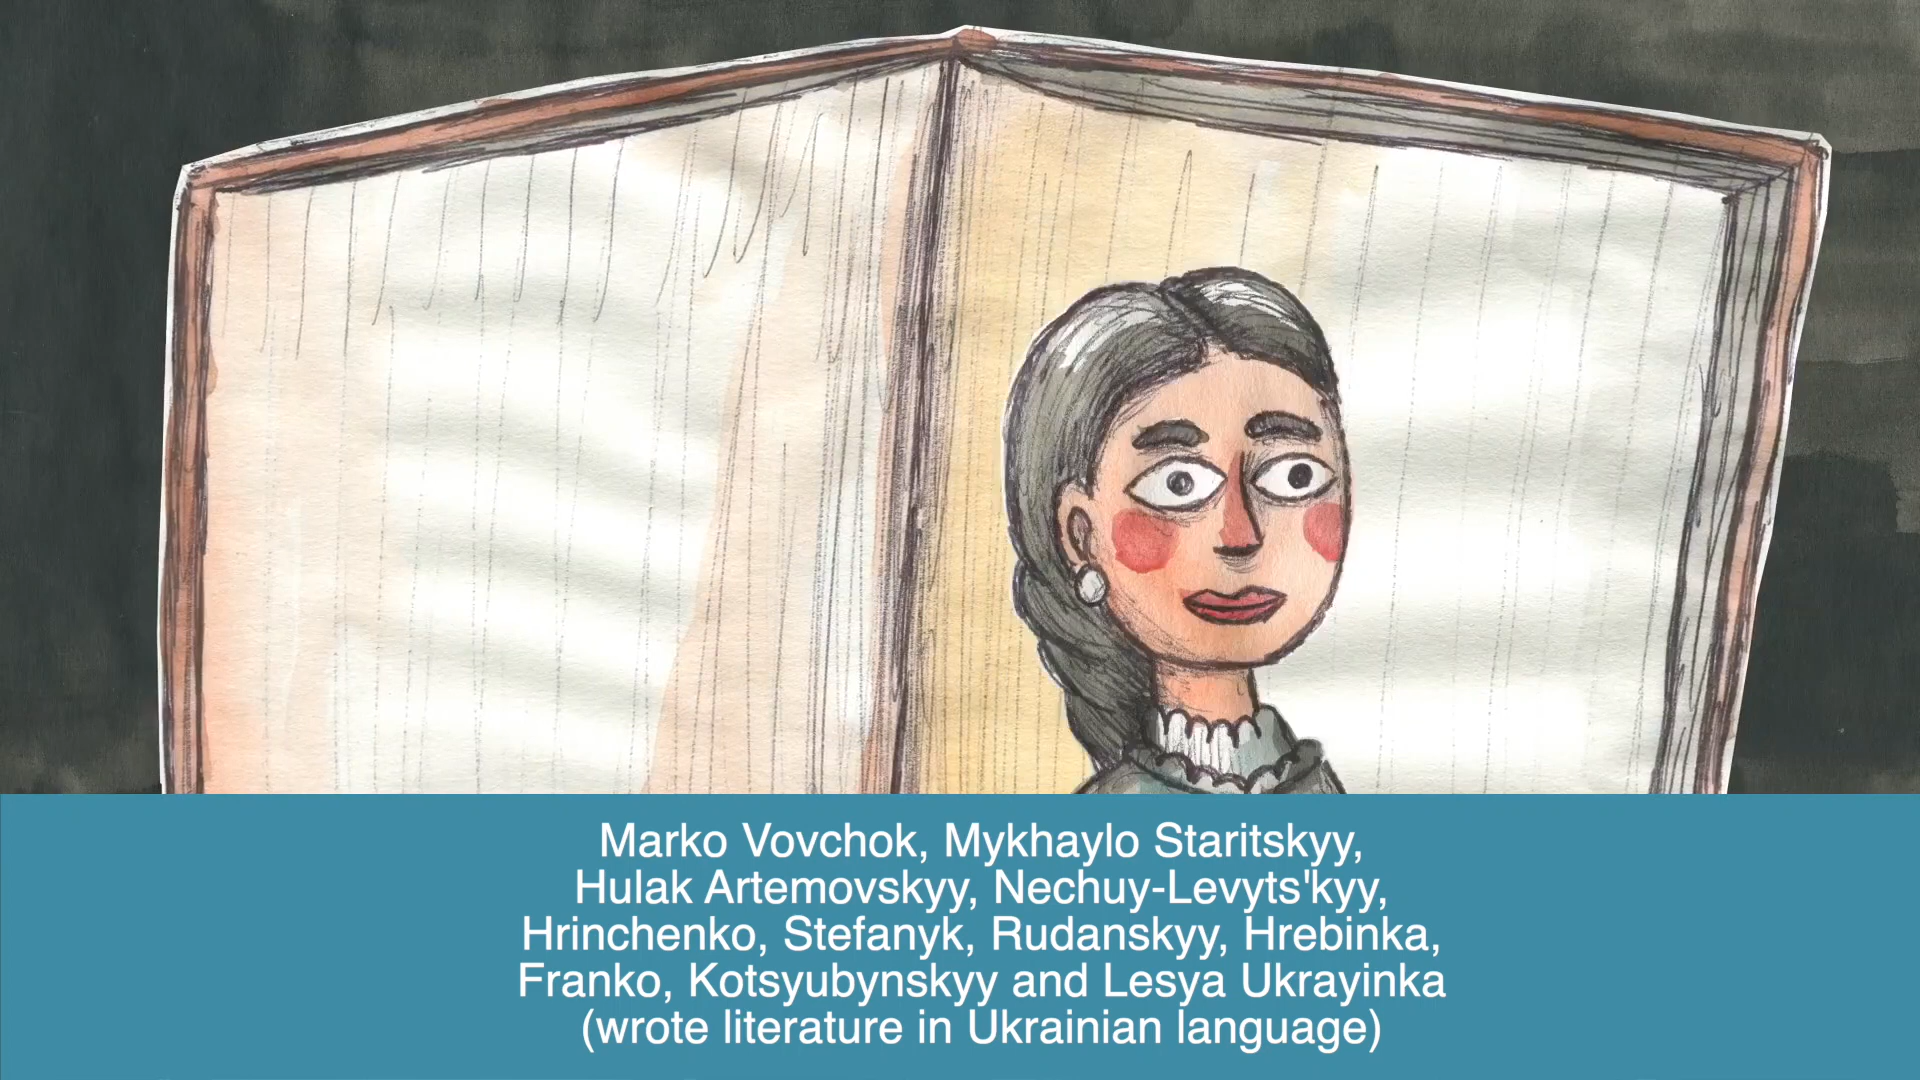 Marko Vovchok, Mykhaylo Staritskyy,
Hulak Artemovskyy, Nechuy-Levyts'kyy,
Hrinchenko, Stefanyk, Rudanskyy, Hrebinka,
Franko, Kotsyubynskyy and Lesya Ukrayinka
(wrote literature in Ukrainian language)